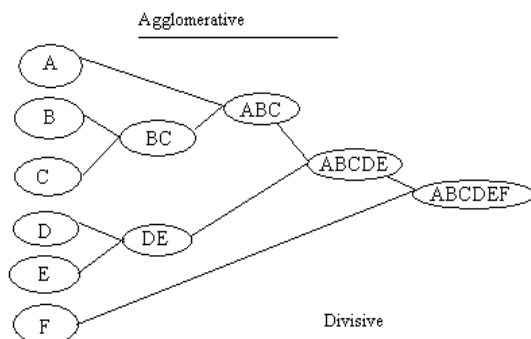 Agglomerative
A
B
C
D
E
F
BC
DE
ABC
ABCDE
ABCDEF
Divisive